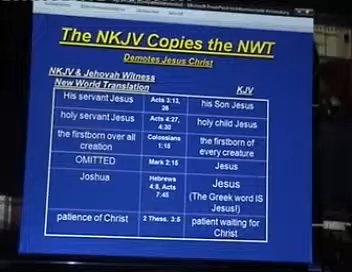 The NKJV Copies the NWT
Demotes Jesus Christ
NKJV & Jehovah Witness
New World Translation
KJV
His servant Jesus
Acts 3:13,
26
his Son Jesus
holy servant Jesus
Acts 4:27,
4:30
holy child Jesus
the firstborn over all
creation
Colossians
1:15
the firstborn of
every creature
OMITTED
Mark 2:15
Jesus
Joshua
Hebrews
4:8, Acts
7:45
Jesus
(The Greek word IS
Jesus!)
patience of Christ
2 Thess. 3:5
patient waiting for
Christ